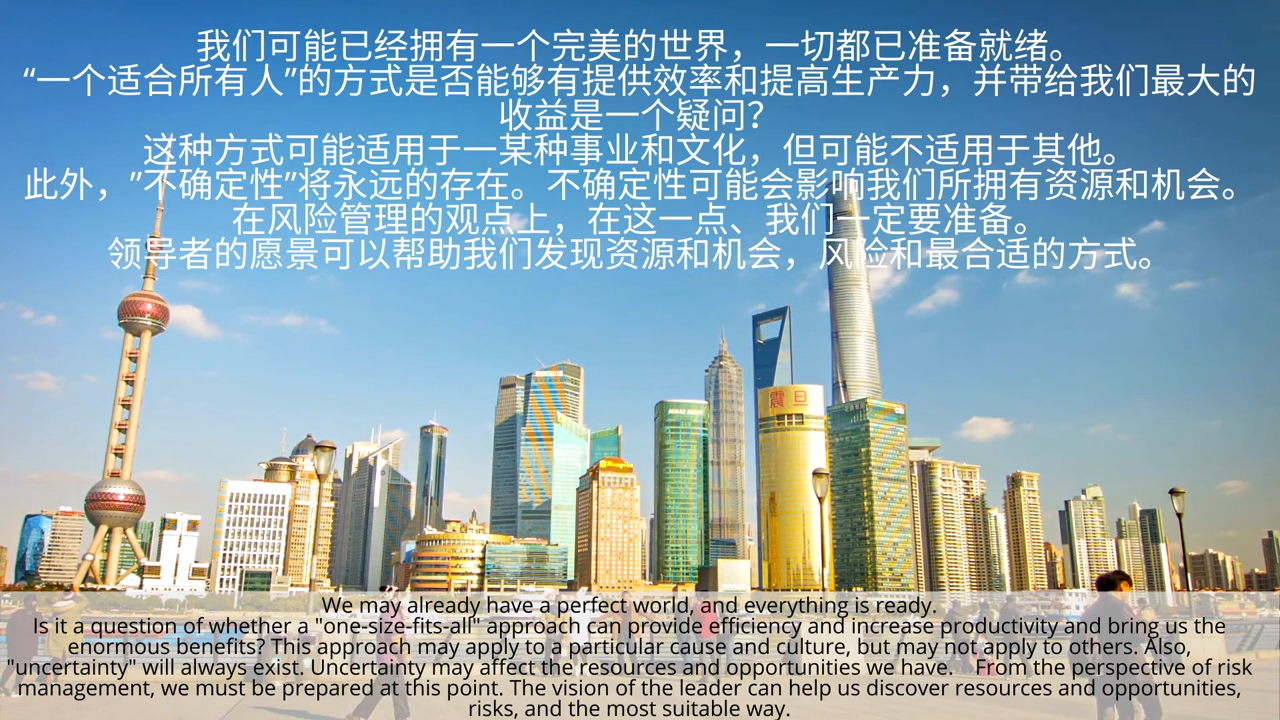 我们可能已经拥有一个完美的世界，一切都已准备就绪。
“一个适合所有人”的方式是否能够有提供效率和提高生产力，并带给我们最大的
收益是一个疑问？
这种方式可能适用于一某种事业和文化，但可能不适用于其他。
此外，”不确定性”将永远的存在。不确定性可能会影响我们所拥有资源和机会。
在风险管理的观点上，在这一点、我们一定要准备。
领导者的愿景可以帮助我们发现资源和机会，风险和最合适的方式。
震旦
We may already have a perfect world, and everything is ready.
Is it a question of whether a "one-size-fits-all" approach can provide efficiency and increase productivity and bring us the
enormous benefits? This approach may apply to a particular cause and culture, but may not apply to others. Also,
"uncertainty" will always exist. Uncertainty may affect the resources and opportunities we have. From the perspective of risk
management, we must be prepared at this point. The vision of the leader can help us discover resources and opportunities,
risks, and the most suitable way.